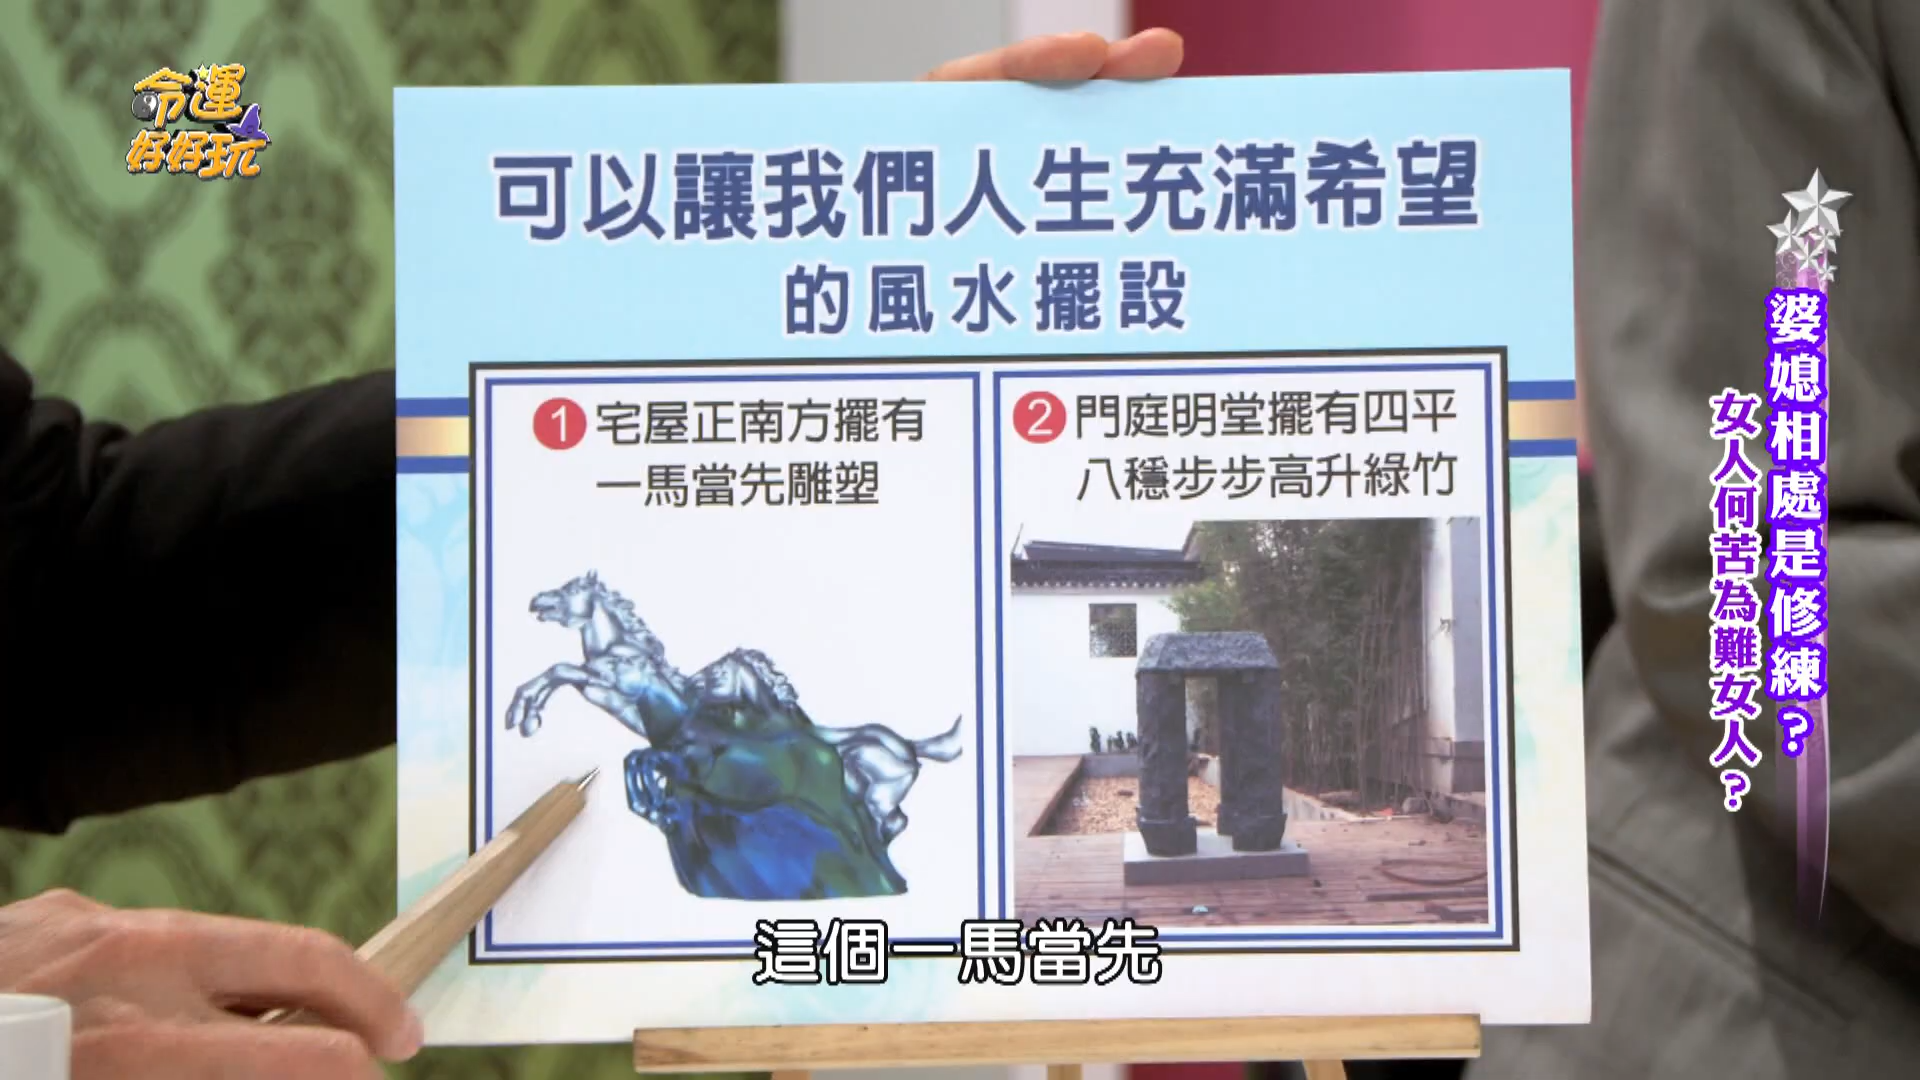 命運
好好玩
可以讓我們人生充滿希望
的風水擺設
1 宅屋正南方擺有
一馬當先雕塑
2 門庭明堂擺有四平
八穩步步高升綠竹
婆媳相處是修練?
女人何苦為難女人?
這個一馬當先